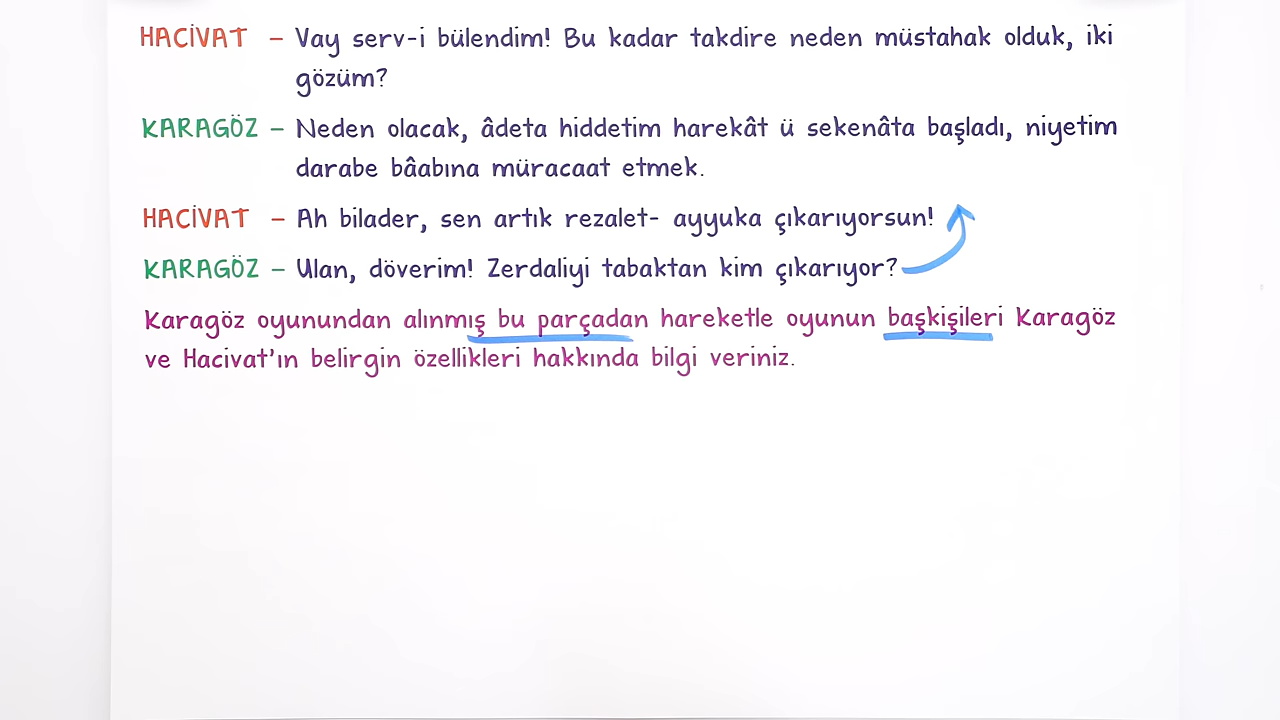 HACİVAT – Vay serv-i bülendim! Bu kadar takdire neden müstahak olduk, iki
gözüm?
KARAGÖZ – Neden olacak, âdeta hiddetim harekât ü sekenâta başladı, niyetim
darabe bâabına müracaat etmek.
HACİVAT – Ah bilader, sen artık rezalet- ayyuka çıkarıyorsun!
KARAGÖZ – Ulan, döverim! Zerdaliyi tabaktan kim çıkarıyor?
Karagöz oyunundan alınmış bu parçadan hareketle oyunun başkişileri Karagöz
ve Hacivat'ın belirgin özellikleri hakkında bilgi veriniz.